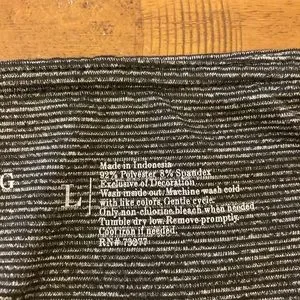 G
L
Made in Indonesia
92% Polyester 8% Spandex
Exclusive of Decoration
Wash inside out. Machine wash cold
with like colors. Gentle cycle.
Only non-chlorine bleach when needed.
Tumble dry low. Remove promptly.
Cool iron if needed.
RN# 73277